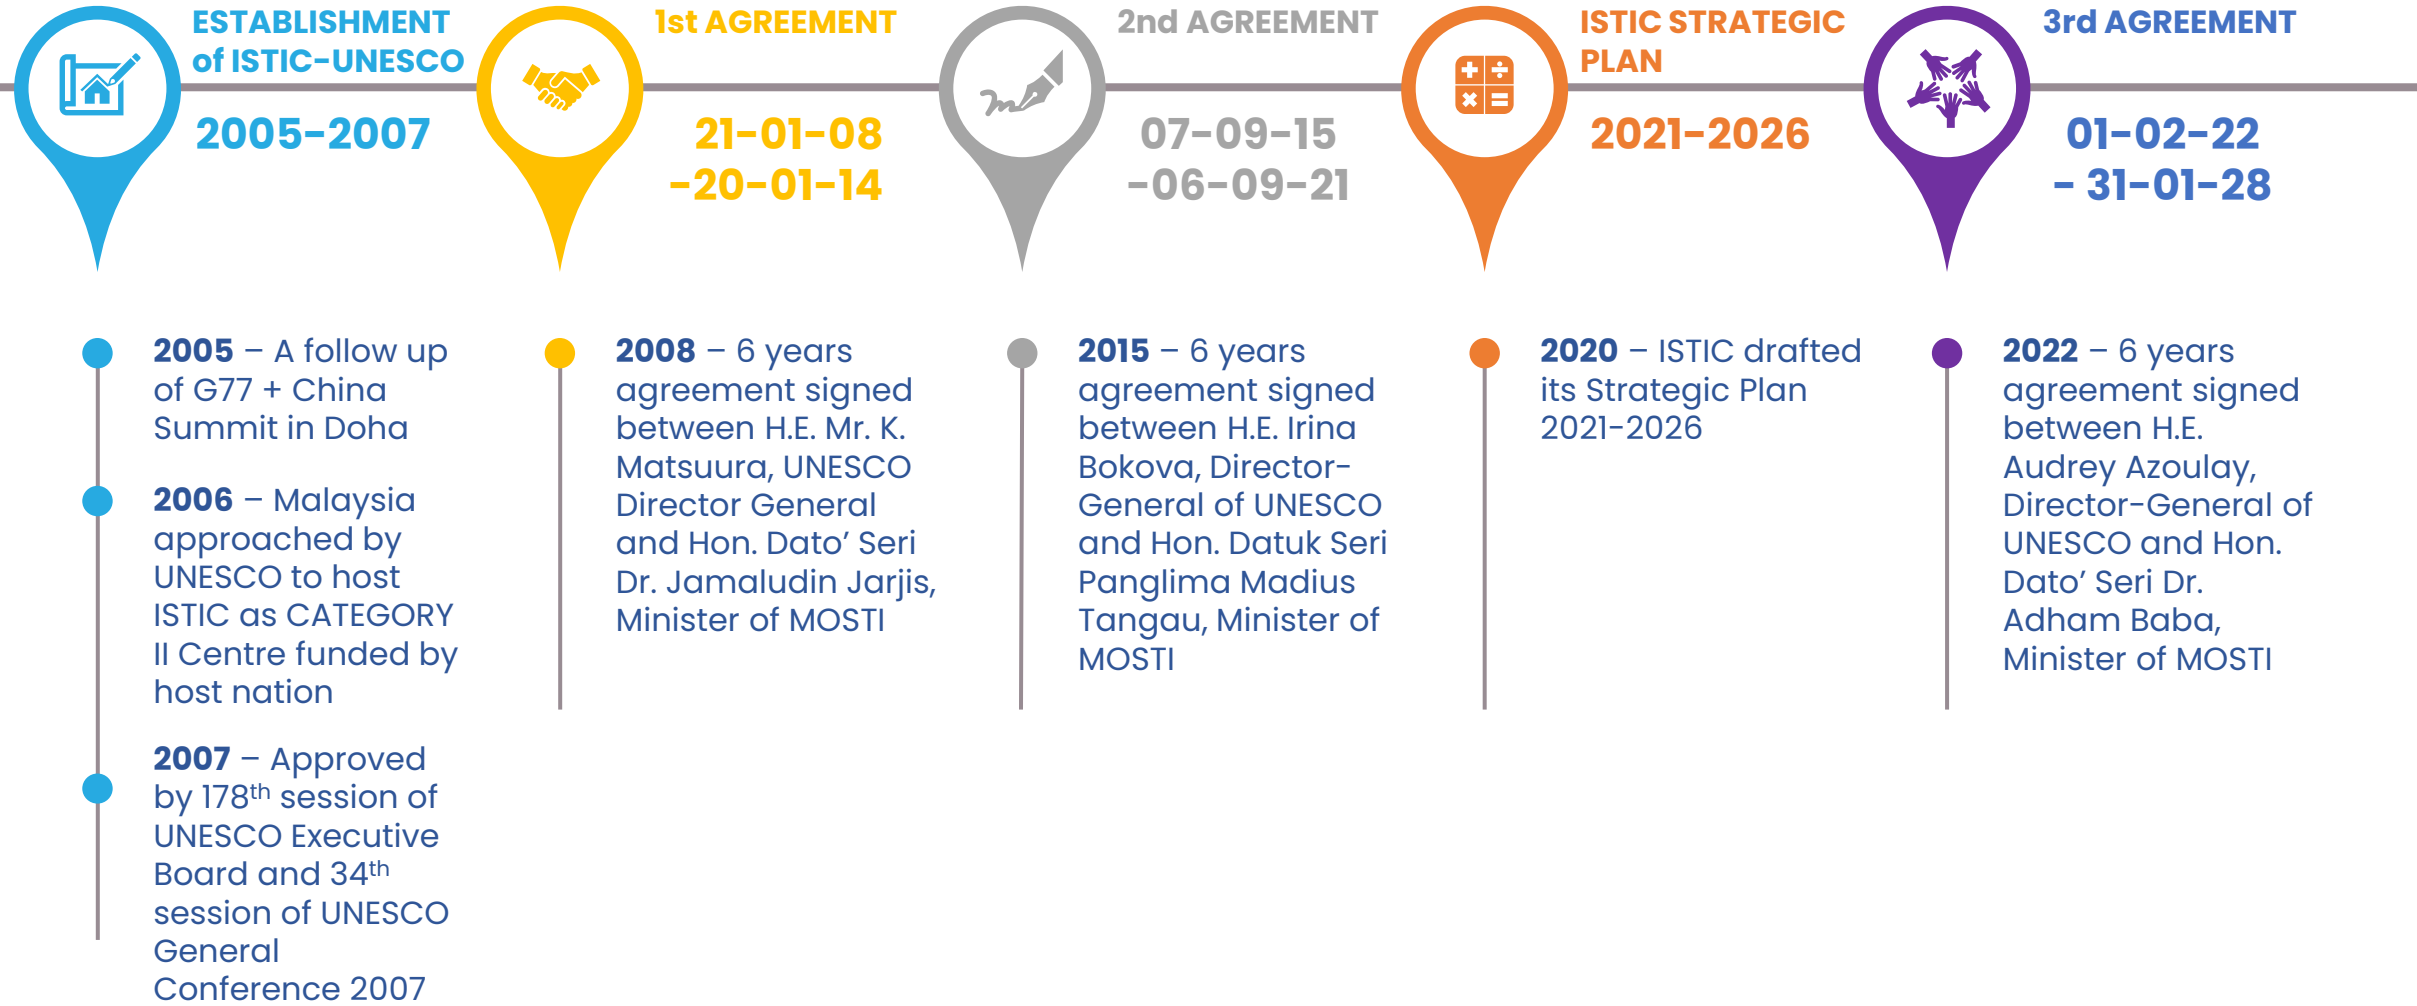 ESTABLISHMENT
of ISTIC-UNESCO
2005-2007
1st AGREEMENT
21-01-08
-20-01-14
2nd AGREEMENT
07-09-15
-06-09-21
ISTIC STRATEGIC
PLAN
2021-2026
3rd AGREEMENT
01-02-22
- 31-01-28
2005 – A follow up
of G77 + China
Summit in Doha
2006 – Malaysia
approached by
UNESCO to host
ISTIC as CATEGORY
II Centre funded by
host nation
2007 – Approved
by 178th session of
UNESCO Executive
Board and 34th
session of UNESCO
General
Conference 2007
2008 – 6 years
agreement signed
between H.E. Mr. K.
Matsuura, UNESCO
Director General
and Hon. Dato’ Seri
Dr. Jamaludin Jarjis,
Minister of MOSTI
2015 – 6 years
agreement signed
between H.E. Irina
Bokova, Director-
General of UNESCO
and Hon. Datuk Seri
Panglima Madius
Tangau, Minister of
MOSTI
2020 – ISTIC drafted
its Strategic Plan
2021-2026
2022 – 6 years
agreement signed
between H.E.
Audrey Azoulay,
Director-General of
UNESCO and Hon.
Dato’ Seri Dr.
Adham Baba,
Minister of MOSTI